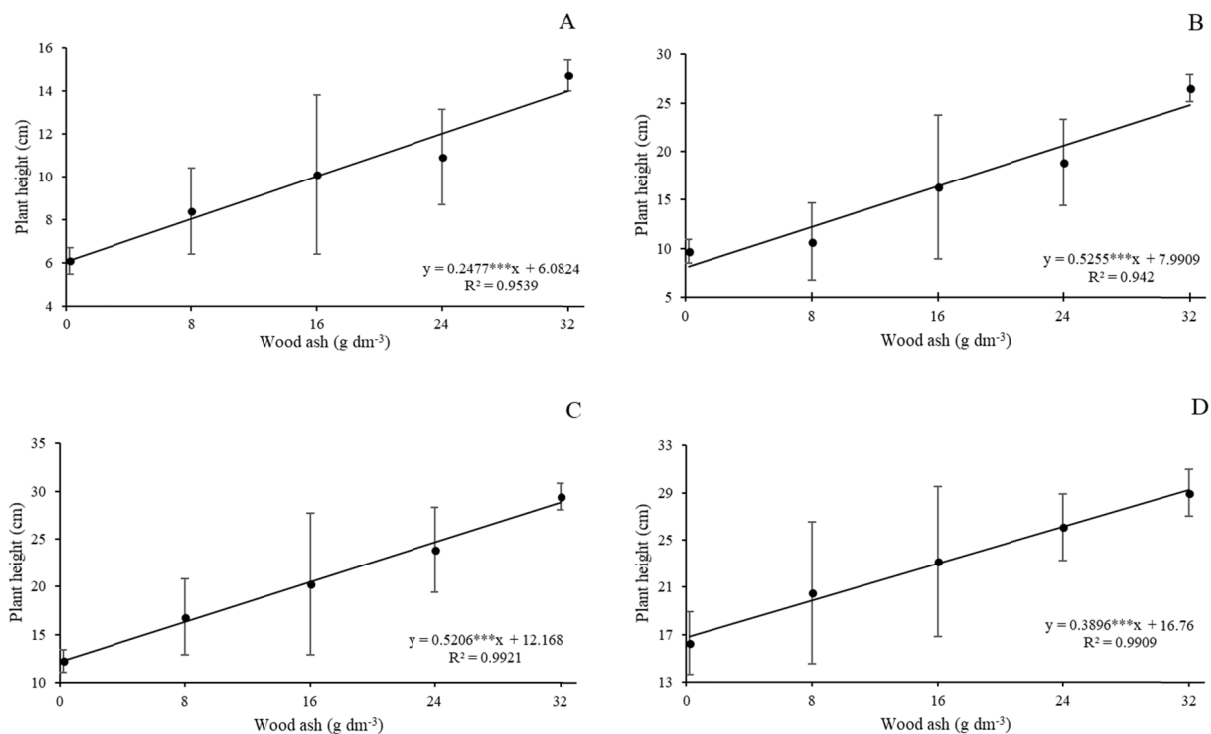 A
Plant height (cm)
16
14
12
10
8
6
4
y = 0.2477***x + 6.0824
R² = 0.9539
0 8 16 24 32
Wood ash (g dm⁻³)
B
Plant height (cm)
30
25
20
15
10
5
y = 0.5255***x + 7.9909
R² = 0.942
0 8 16 24 32
Wood ash (g dm⁻³)
C
Plant height (cm)
35
30
25
20
15
10
y = 0.5206***x + 12.168
R² = 0.9921
0 8 16 24 32
Wood ash (g dm⁻³)
D
Plant height (cm)
33
29
25
21
17
13
y = 0.3896***x + 16.76
R² = 0.9909
0 8 16 24 32
Wood ash (g dm⁻³)